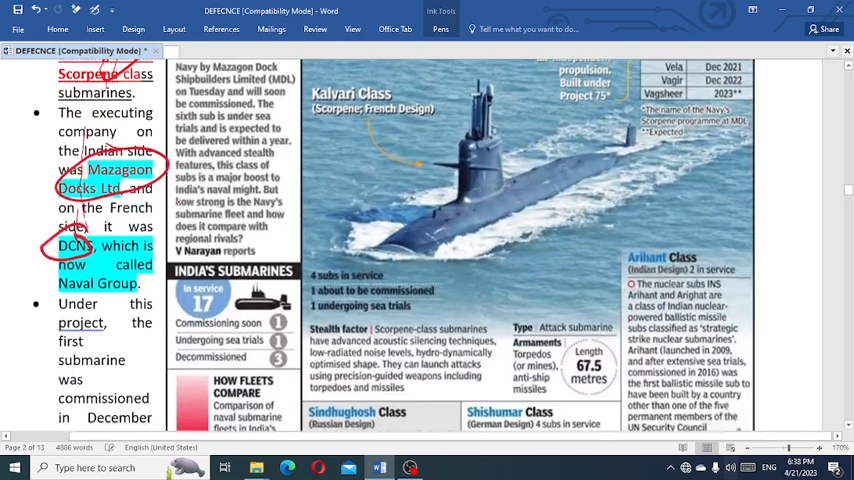 DEFECNCE [Compatibility Mode] - Word
Ink Tools
File
Home
Insert
Draw
Design
Layout
References
Mailings
Review
View
Office Tab
Pens
Tell me what you want to do...
Share
DEFECNCE [Compatibility Mode] *
Scorpene class
submarines.
The executing
company on
the Indian side
was Mazagaon
Docks Ltd, and
on the French
side, it was
DCNS, which is
now called
Naval Group.
Under this
project, the
first
submarine
was
commissioned
in December
Navy by Mazagon Dock
Shipbuilders Limited (MDL)
on Tuesday and will soon
be commissioned. The
sixth sub is under sea
trials and is expected to
be delivered within a year.
With advanced stealth
features, this class of
subs is a major boost to
India's naval might. But
how strong is the Navy's
submarine fleet and how
does it compare with
regional rivals?
V Narayan reports
INDIA'S SUBMARINES
In service
17
Commissioning soon 1
Undergoing sea trials 1
Decommissioned 3
HOW FLEETS
COMPARE
Comparison of
naval submarine
fleets in India's
Kalvari Class
(Scorpene; French Design)
propulsion.
Built under
Project 75*
Vela Dec 2021
Vagir Dec 2022
Vagsheer 2023**
*The name of the Navy's
Scorpene programme at MDL
**Expected
4 subs in service
1 about to be commissioned
1 undergoing sea trials
Stealth factor | Scorpene-class submarines
have advanced acoustic silencing techniques,
low-radiated noise levels, hydro-dynamically
optimised shape. They can launch attacks
using precision-guided weapons including
torpedoes and missiles
Type | Attack submarine
Armaments
Torpedos
(or mines),
anti-ship
missiles
Length
67.5
metres
Arihant Class
(Indian Design) 2 in service
The nuclear subs INS
Arihant and Arighat are
a class of Indian nuclear-
powered ballistic missile
subs classified as 'strategic
strike nuclear submarines'.
Arihant (launched in 2009,
and after extensive sea trials,
commissioned in 2016) was
the first ballistic missile sub to
have been built by a country
other than one of the five
permanent members of the
UN Security Council
Sindhughosh Class
(Russian Design)
Shishumar Class
(German Design) 4 subs in service
Page 2 of 13
4886 words
English (United States)
170%
Type here to search
ENG
6:38 PM
4/21/2023
2